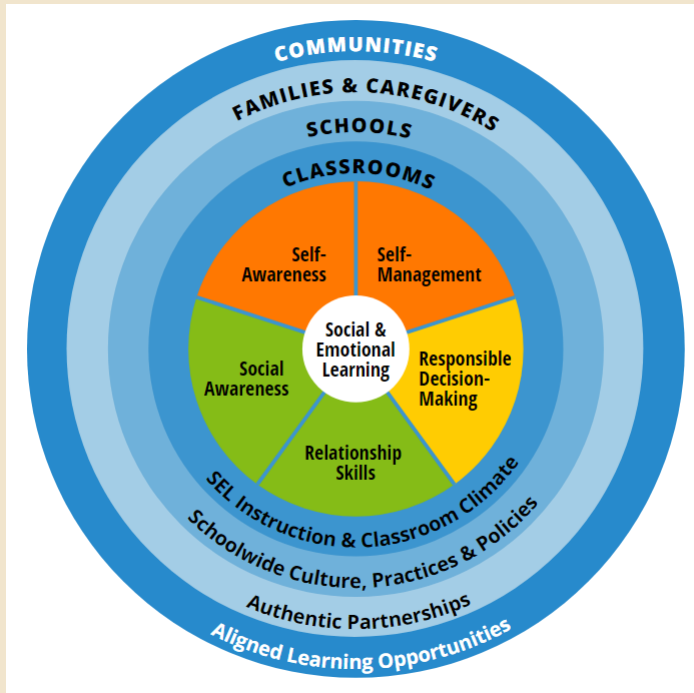 COMMUNITIES
FAMILIES & CAREGIVERS
SCHOOLS
CLASSROOMS
Self-
Awareness
Self-
Management
Social &
Emotional
Learning
Social
Awareness
Responsible
Decision-
Making
Relationship
Skills
SEL Instruction & Classroom Climate
Schoolwide Culture, Practices & Policies
Authentic Partnerships
Aligned Learning Opportunities